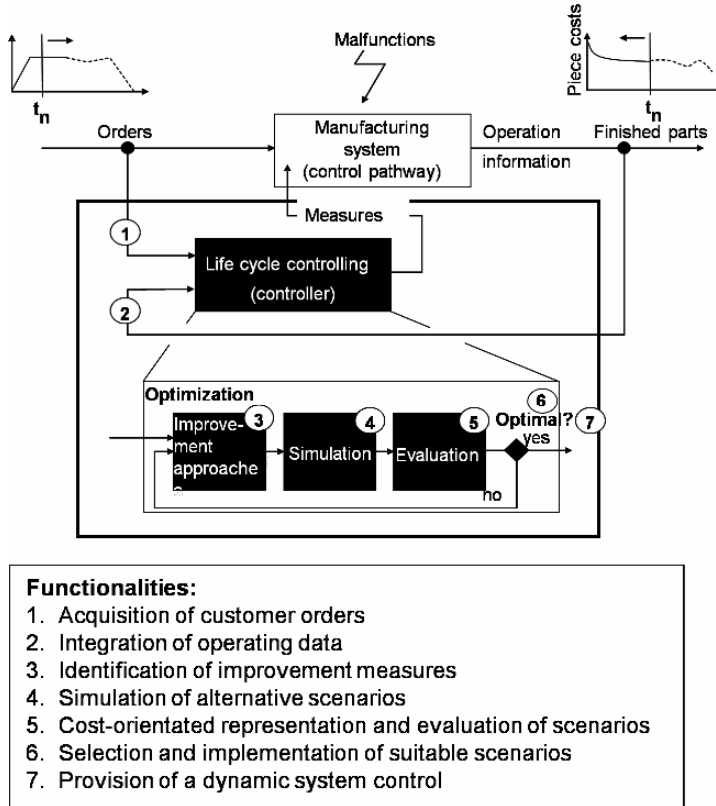 Malfunctions
Piece costs
tn
tn
Orders
Manufacturing
system
(control pathway)
Operation
information
Finished parts
Measures
1
Life cycle controlling
(controller)
2
Optimization
6
Optimal?
7
yes
3
Improve-
ment
approache
s
4
Simulation
5
Evaluation
no
Functionalities:
1. Acquisition of customer orders
2. Integration of operating data
3. Identification of improvement measures
4. Simulation of alternative scenarios
5. Cost-orientated representation and evaluation of scenarios
6. Selection and implementation of suitable scenarios
7. Provision of a dynamic system control